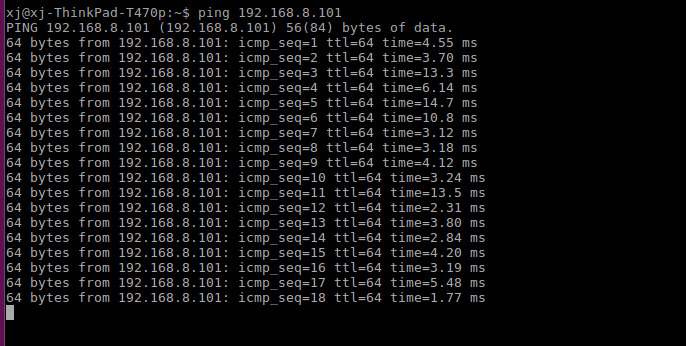 xj@xj-ThinkPad-T470p:~$ ping 192.168.8.101
PING 192.168.8.101 (192.168.8.101) 56(84) bytes of data.
64 bytes from 192.168.8.101: icmp_seq=1 ttl=64 time=4.55 ms
64 bytes from 192.168.8.101: icmp_seq=2 ttl=64 time=3.70 ms
64 bytes from 192.168.8.101: icmp_seq=3 ttl=64 time=13.3 ms
64 bytes from 192.168.8.101: icmp_seq=4 ttl=64 time=6.14 ms
64 bytes from 192.168.8.101: icmp_seq=5 ttl=64 time=14.7 ms
64 bytes from 192.168.8.101: icmp_seq=6 ttl=64 time=10.8 ms
64 bytes from 192.168.8.101: icmp_seq=7 ttl=64 time=3.12 ms
64 bytes from 192.168.8.101: icmp_seq=8 ttl=64 time=3.18 ms
64 bytes from 192.168.8.101: icmp_seq=9 ttl=64 time=4.12 ms
64 bytes from 192.168.8.101: icmp_seq=10 ttl=64 time=3.24 ms
64 bytes from 192.168.8.101: icmp_seq=11 ttl=64 time=13.5 ms
64 bytes from 192.168.8.101: icmp_seq=12 ttl=64 time=2.31 ms
64 bytes from 192.168.8.101: icmp_seq=13 ttl=64 time=3.80 ms
64 bytes from 192.168.8.101: icmp_seq=14 ttl=64 time=2.84 ms
64 bytes from 192.168.8.101: icmp_seq=15 ttl=64 time=4.20 ms
64 bytes from 192.168.8.101: icmp_seq=16 ttl=64 time=3.19 ms
64 bytes from 192.168.8.101: icmp_seq=17 ttl=64 time=5.48 ms
64 bytes from 192.168.8.101: icmp_seq=18 ttl=64 time=1.77 ms